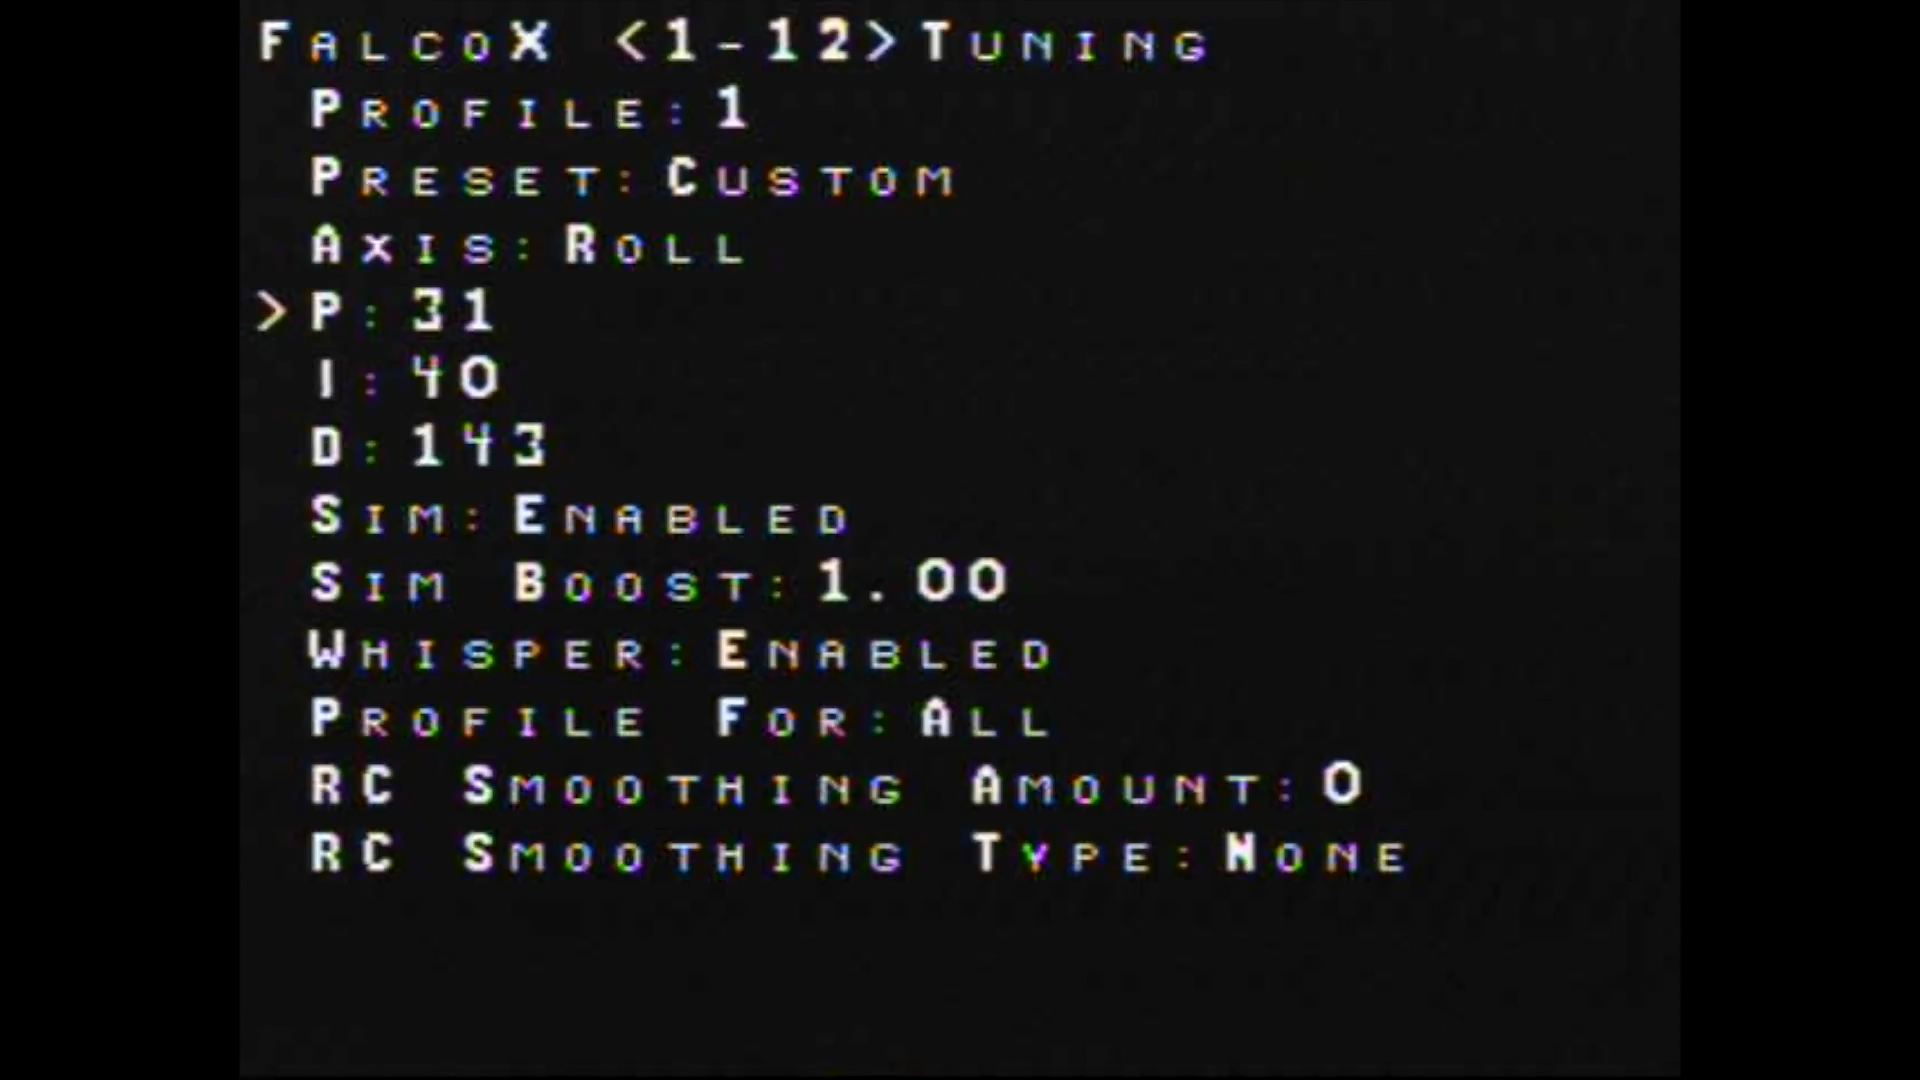 FalcoX <1-12>Tuning
Profile:1
Preset:Custom
Axis:Roll
>P:31
I:40
D:143
Sim:Enabled
Sim Boost:1.00
Whisper:Enabled
Profile For:All
RC Smoothing Amount:0
RC Smoothing Type:None